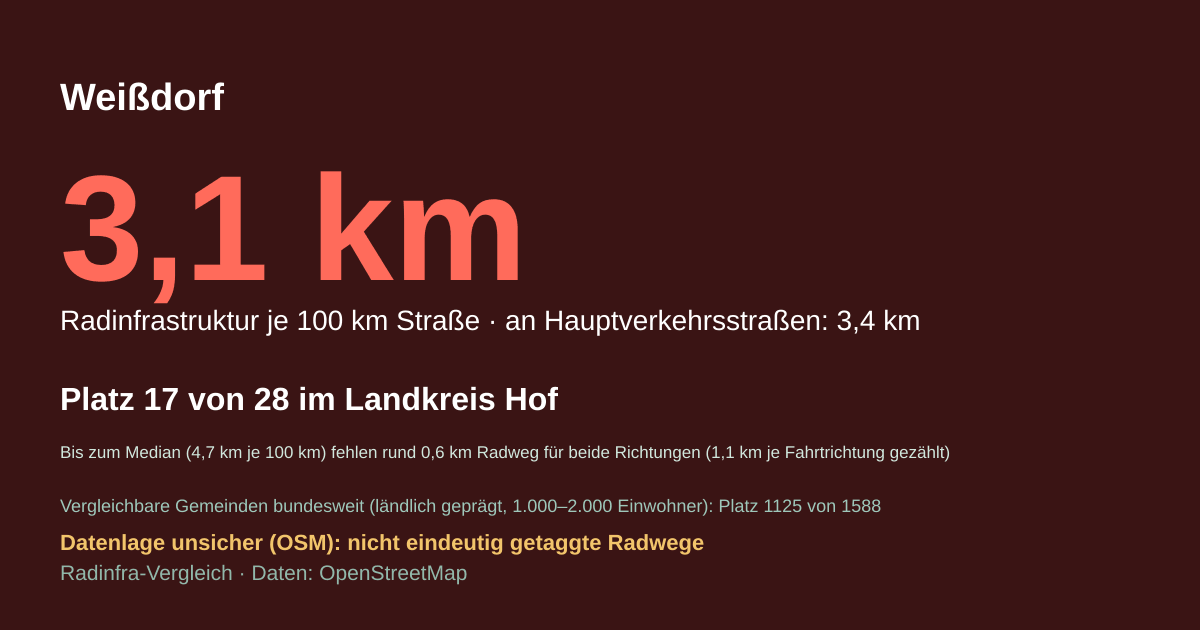 Weißdorf
3,1 km
Radinfrastruktur je 100 km Straße · an Hauptverkehrsstraßen: 3,4 km
Platz 17 von 28 im Landkreis Hof
Bis zum Median (4,7 km je 100 km) fehlen rund 0,6 km Radweg für beide Richtungen (1,1 km je Fahrtrichtung gezählt)
Vergleichbare Gemeinden bundesweit (ländlich geprägt, 1.000–2.000 Einwohner): Platz 1125 von 1588
Datenlage unsicher (OSM): nicht eindeutig getaggte Radwege
Radinfra-Vergleich · Daten: OpenStreetMap